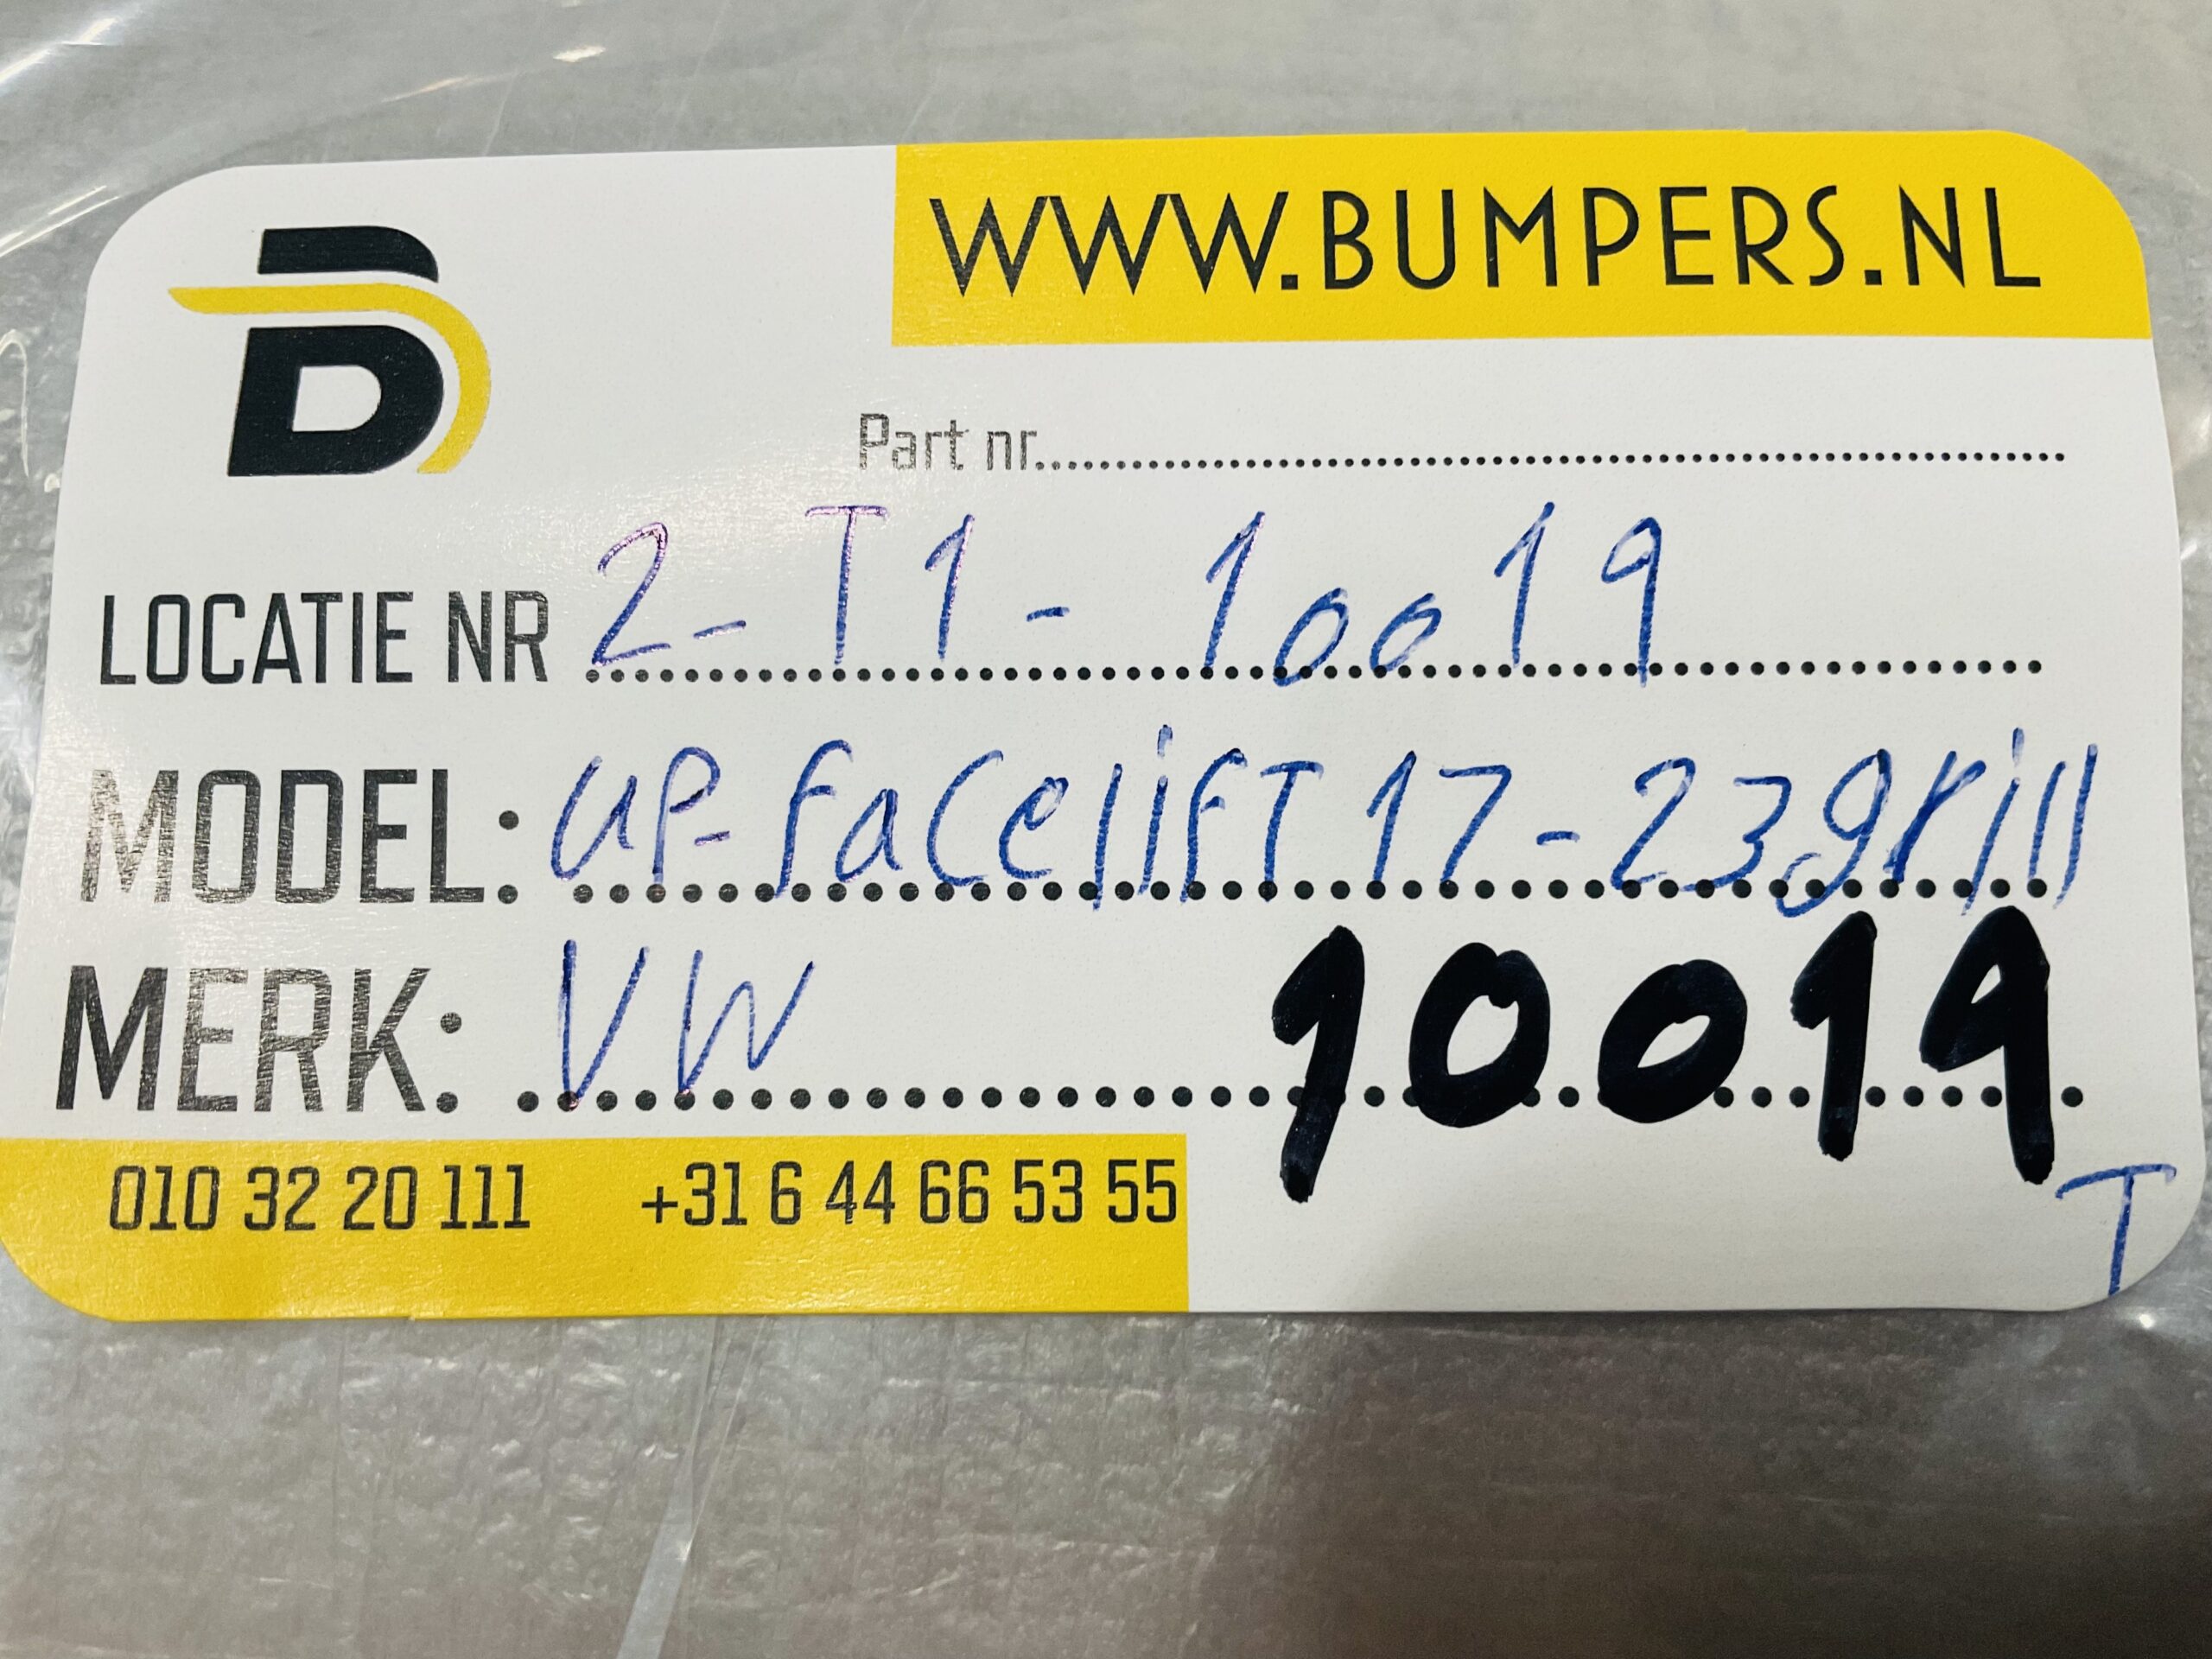 WWW.BUMPERS.NL
B
Part nr..........
LOCATIE NR 2-T1-10019
MODEL: UP-facelift 17-23 grill
MERK: VW 10019
T
010 32 20 111 +31 6 44 66 53 55